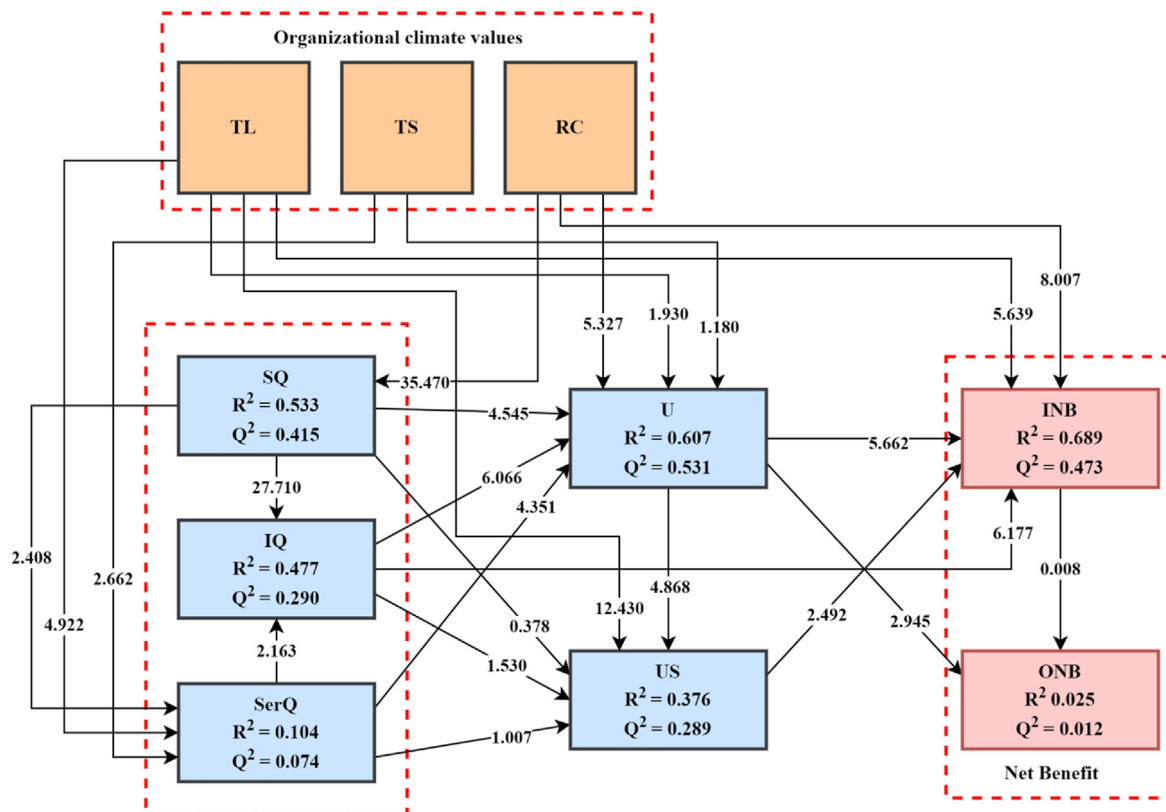 Organizational climate values
TL
TS
RC
8.007
5.639
1.930
5.327
1.180
35.470
SQ
R² = 0.533
Q² = 0.415
4.545
U
R² = 0.607
Q² = 0.531
5.662
INB
R² = 0.689
Q² = 0.473
27.710
6.066
4.351
6.177
2.408
2.662
4.922
IQ
R² = 0.477
Q² = 0.290
0.008
4.868
12.430
2.492
2.945
0.378
2.163
1.530
SerQ
R² = 0.104
Q² = 0.074
1.007
US
R² = 0.376
Q² = 0.289
ONB
R² 0.025
Q² = 0.012
Net Benefit